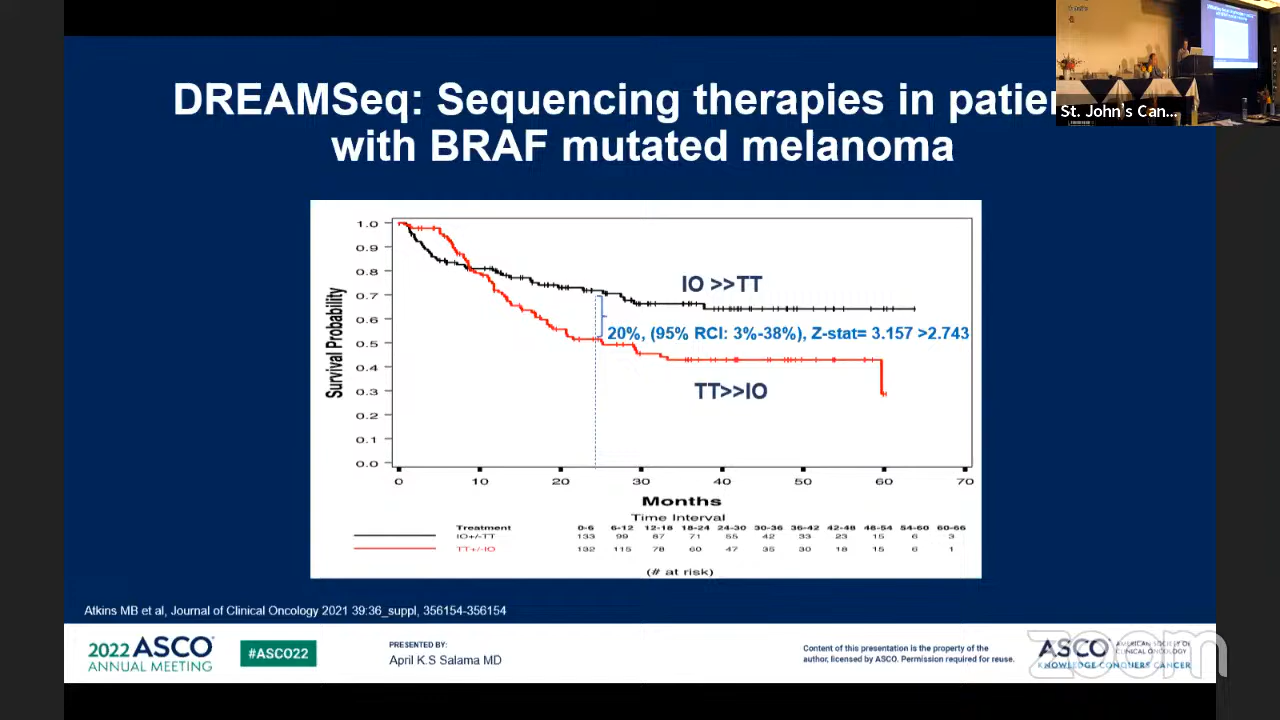 DREAMSeq: Sequencing therapies in patien
with BRAF mutated melanoma
St. John's Can...
1.0
0.9
0.8
0.7
0.6
0.5
0.4
0.3
0.2
0.1
0.0
Survival Probability
IO >>TT
20%, (95% RCI: 3%-38%), Z-stat= 3.157 >2.743
TT>>IO
0 10 20 30 40 50 60 70
Months
Time Interval
Treatment 0-6 6-12 12-18 18-24 24-30 30-36 36-42 42-48 48-54 54-60 60-66
IO+/-TT 133 99 87 71 55 42 33 23 15 6 3
TT+/-IO 132 115 78 60 47 35 30 18 15 6 1
(# at risk)
Atkins MB et al, Journal of Clinical Oncology 2021 39:36_suppl, 356154-356154
2022 ASCO®
ANNUAL MEETING
#ASCO22
PRESENTED BY:
April K.S Salama MD
Content of this presentation is the property of the
author, licensed by ASCO. Permission required for reuse.
ASCO® AMERICAN SOCIETY OF
CLINICAL ONCOLOGY
KNOWLEDGE CONQUERS CANCER
zoom